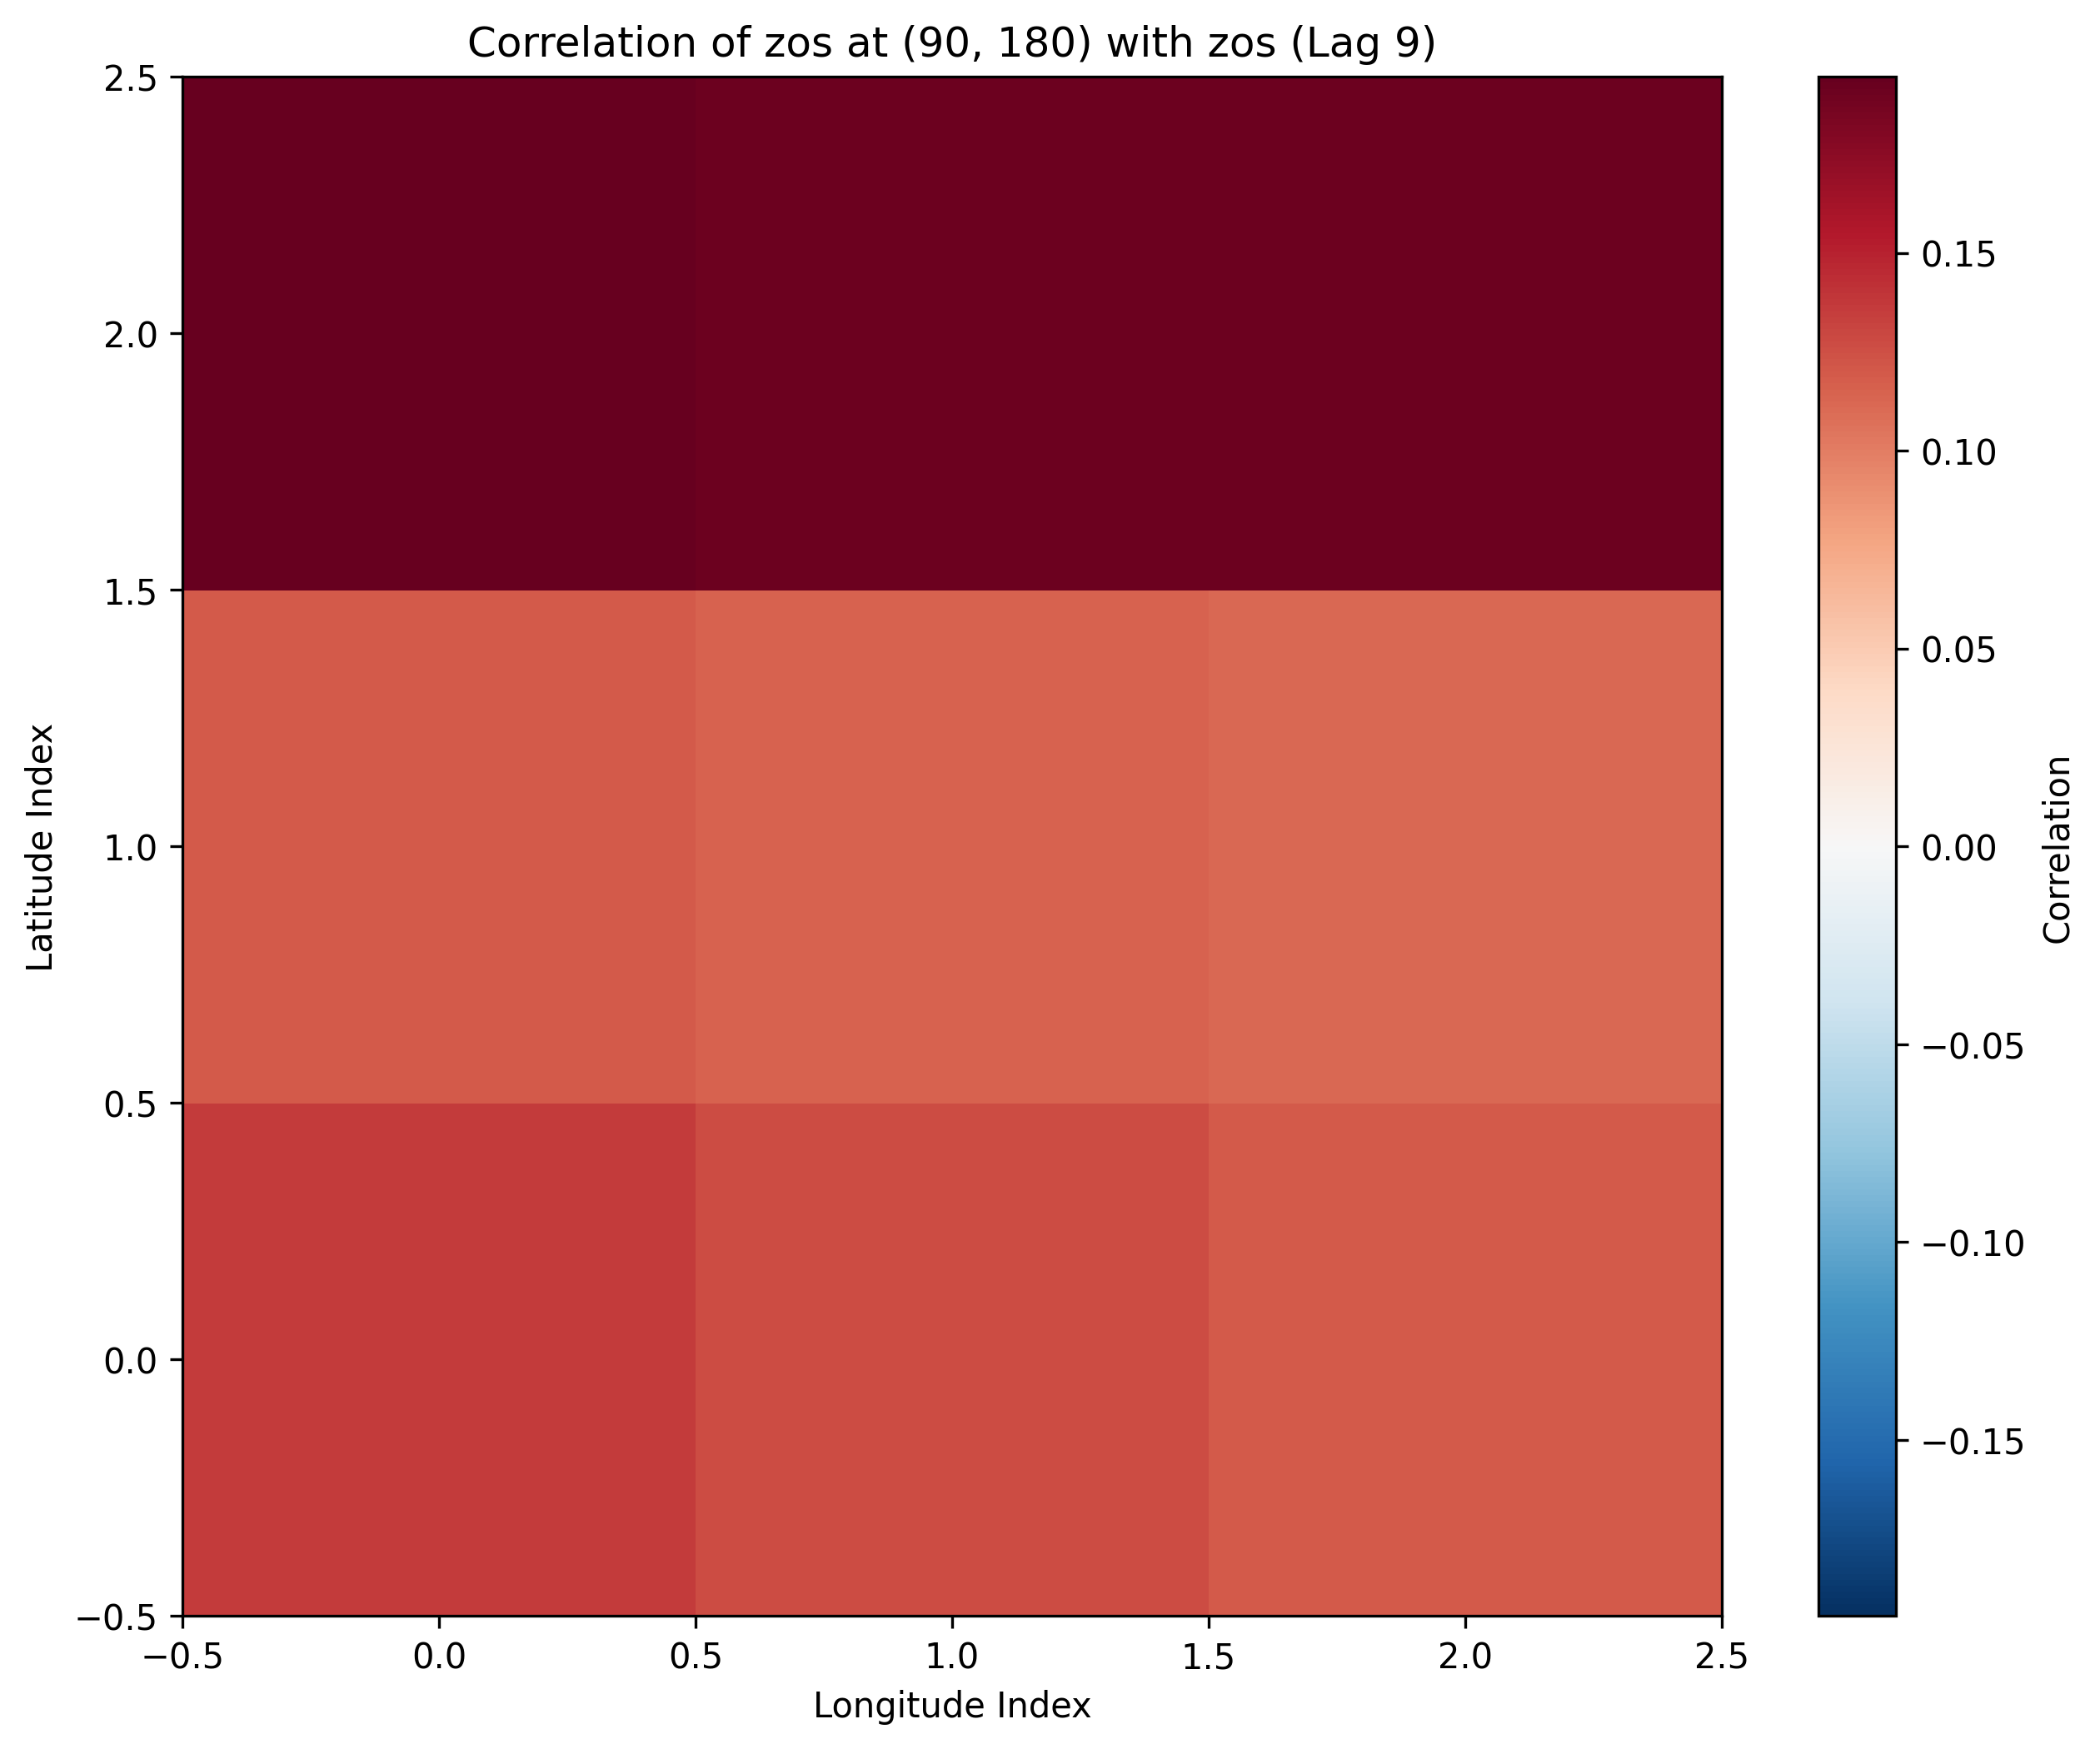 Correlation of zos at (90, 180) with zos (Lag 9)
2.5
2.0
1.5
1.0
0.5
0.0
−0.5
Latitude Index
−0.5 0.0 0.5 1.0 1.5 2.0 2.5
Longitude Index
0.15
0.10
0.05
0.00
−0.05
−0.10
−0.15
Correlation